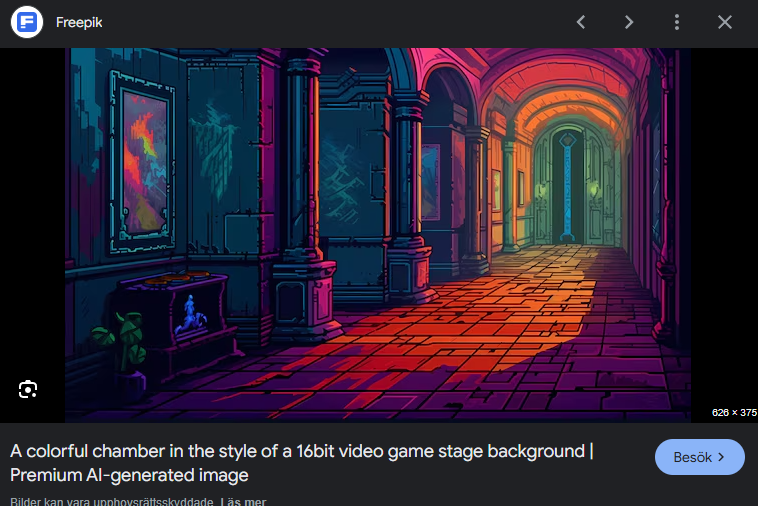 Freepik
626 × 375
A colorful chamber in the style of a 16bit video game stage background |
Premium AI-generated image
Besök
Bilder kan vara upphovsrättsskyddade. Läs mer